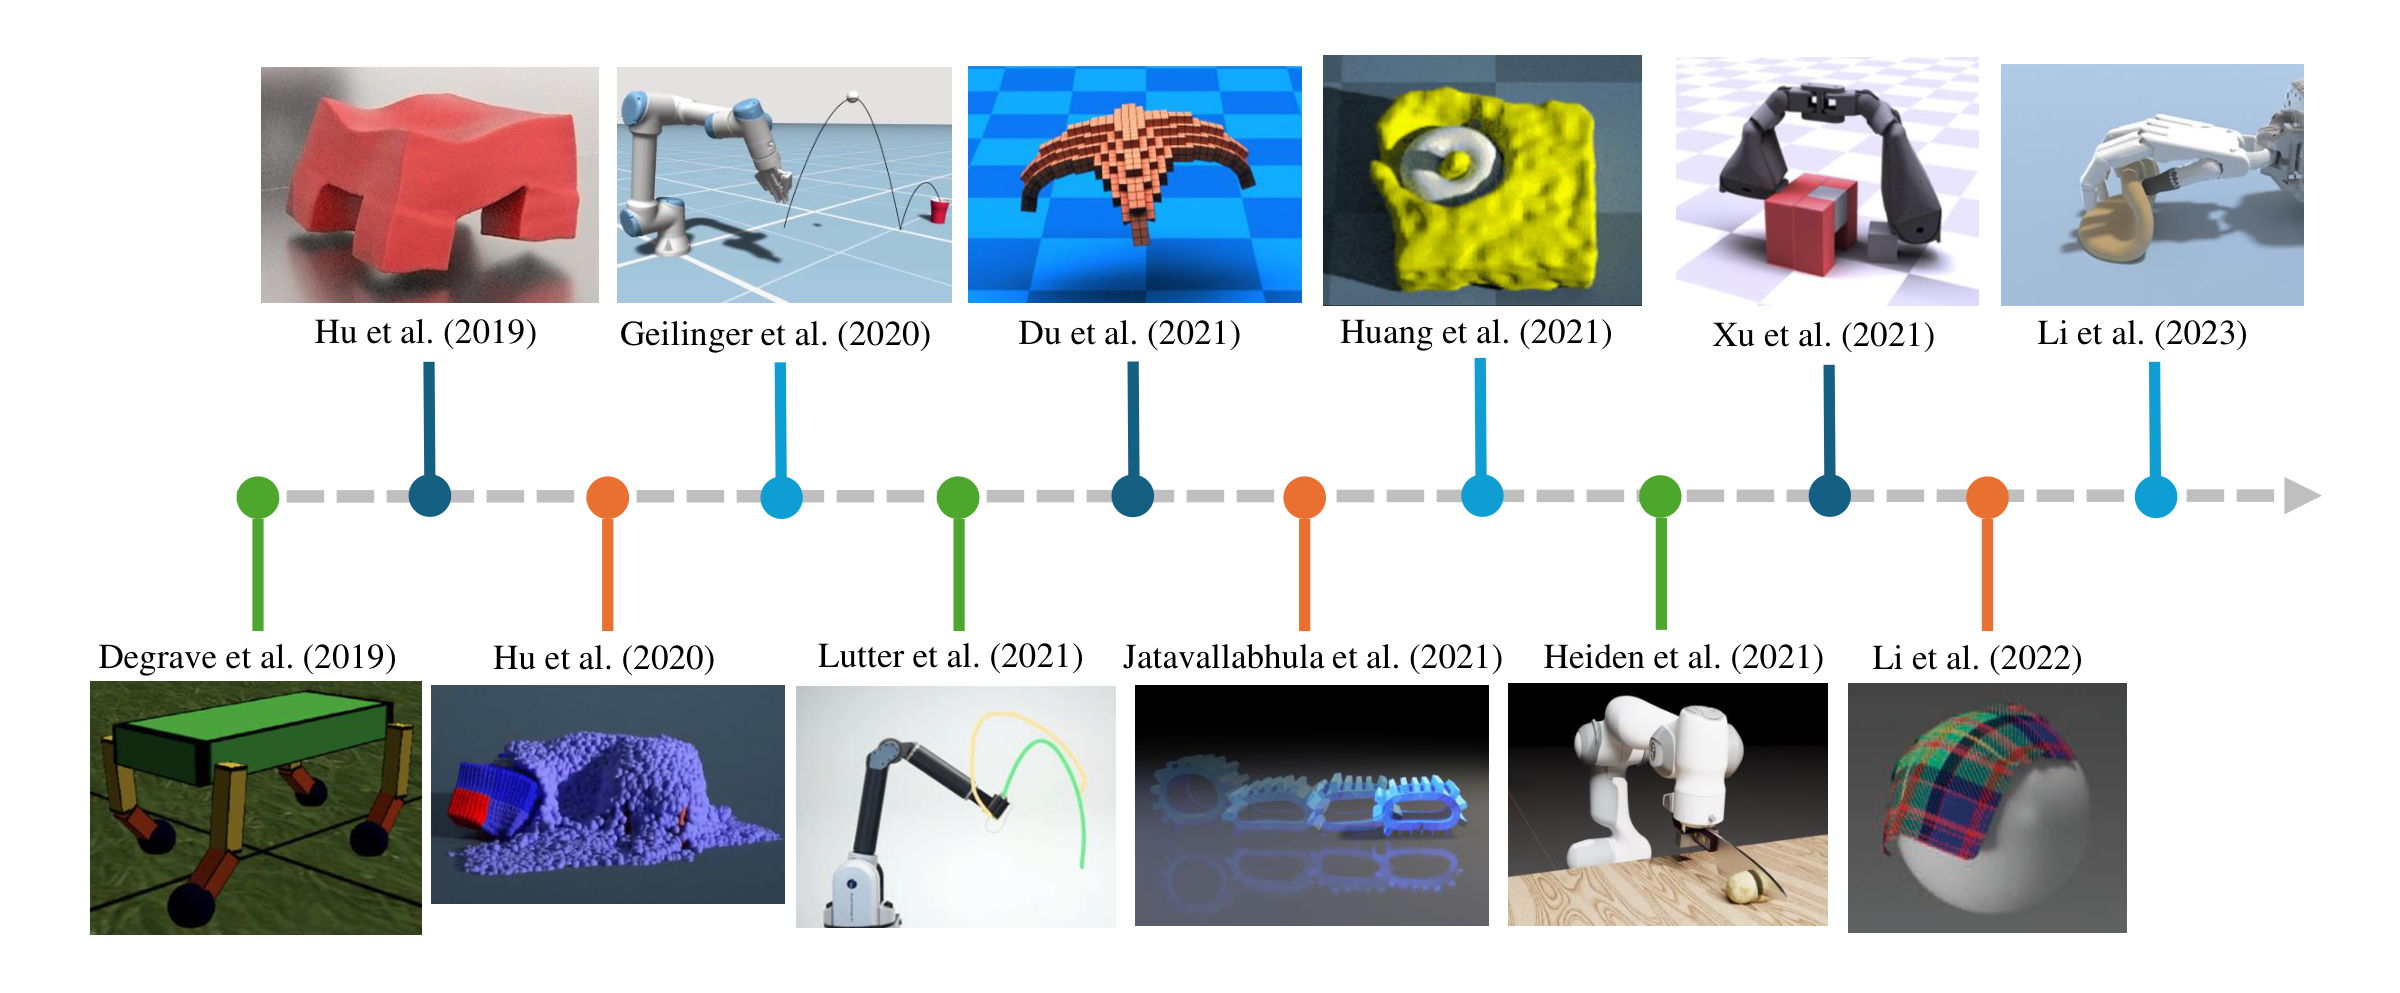 Hu et al. (2019)
Geilinger et al. (2020)
Du et al. (2021)
Huang et al. (2021)
Xu et al. (2021)
Li et al. (2023)
Degrave et al. (2019)
Hu et al. (2020)
Lutter et al. (2021)
Jatavallabhula et al. (2021)
Heiden et al. (2021)
Li et al. (2022)